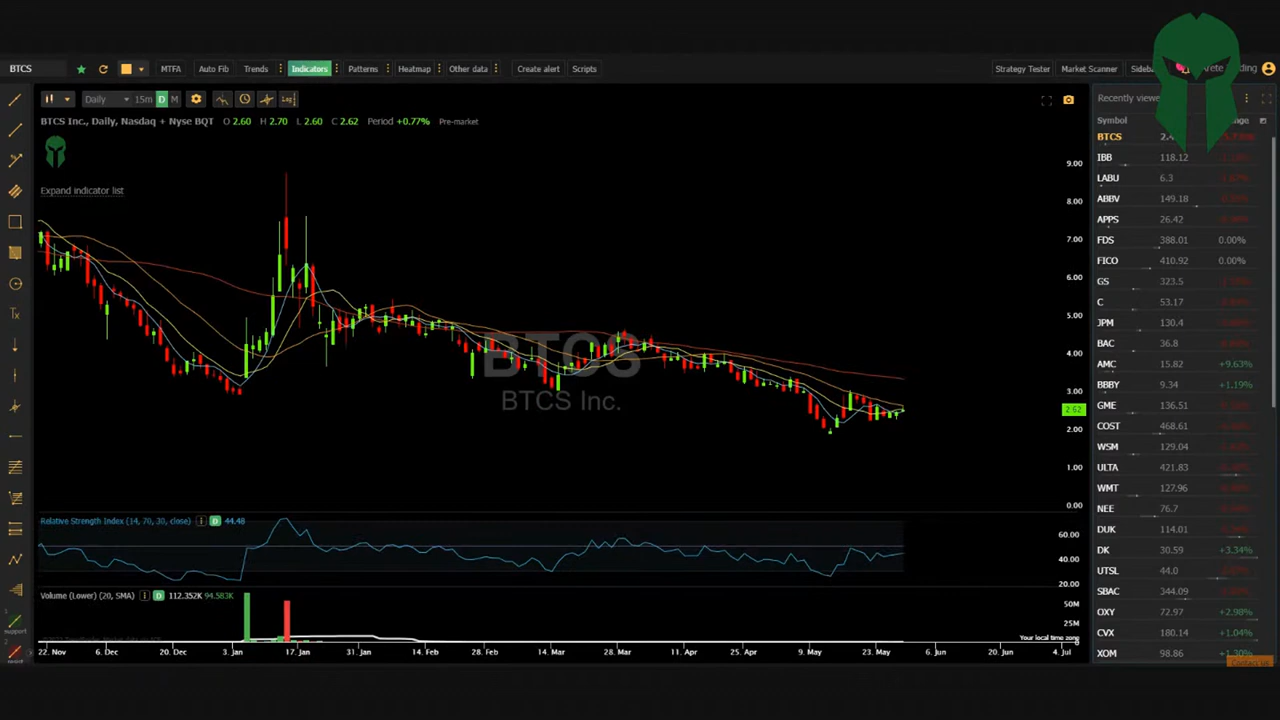 BTCS MTFA Auto Fib Trends Indicators Patterns Heatmap Other data Create alert Scripts Strategy Tester Market Scanner
Daily 15m D M
BTCS Inc., Daily, Nasdaq + Nyse BQT O 2.60 H 2.70 L 2.60 C 2.62 Period +0.77% Pre-market
Expand indicator list
9.00
8.00
7.00
6.00
5.00
4.00
3.00
2.62
2.00
1.00
0.00
BTCS
BTCS Inc.
Relative Strength Index (14, 70, 30, close) D 44.48
60.00
40.00
20.00
Volume (Lower) (20, SMA) D 112.352K 94.583K
50M
25M
0
Your local time zone
22. Nov 6. Dec 20. Dec 3. Jan 17. Jan 31. Jan 14. Feb 28. Feb 14. Mar 28. Mar 11. Apr 25. Apr 9. May 23. May 6. Jun 20. Jun 4. Jul
Tx
support
Symbol
BTCS
IBB 118.12
LABU 6.3
ABBV 149.18
APPS 26.42
FDS 388.01 0.00%
FICO 410.92 0.00%
GS 323.5
C 53.17
JPM 130.4
BAC 36.8
AMC 15.82 +9.63%
BBBY 9.34 +1.19%
GME 136.51
COST 468.61
WSM 129.04
ULTA 421.83
WMT 127.96
NEE 76.7
DUK 114.01
DK 30.59 +3.34%
UTSL 44.0
SBAC 344.09
OXY 72.97 +2.98%
CVX 180.14 +1.04%
XOM 98.86 +1.30%
Contact us